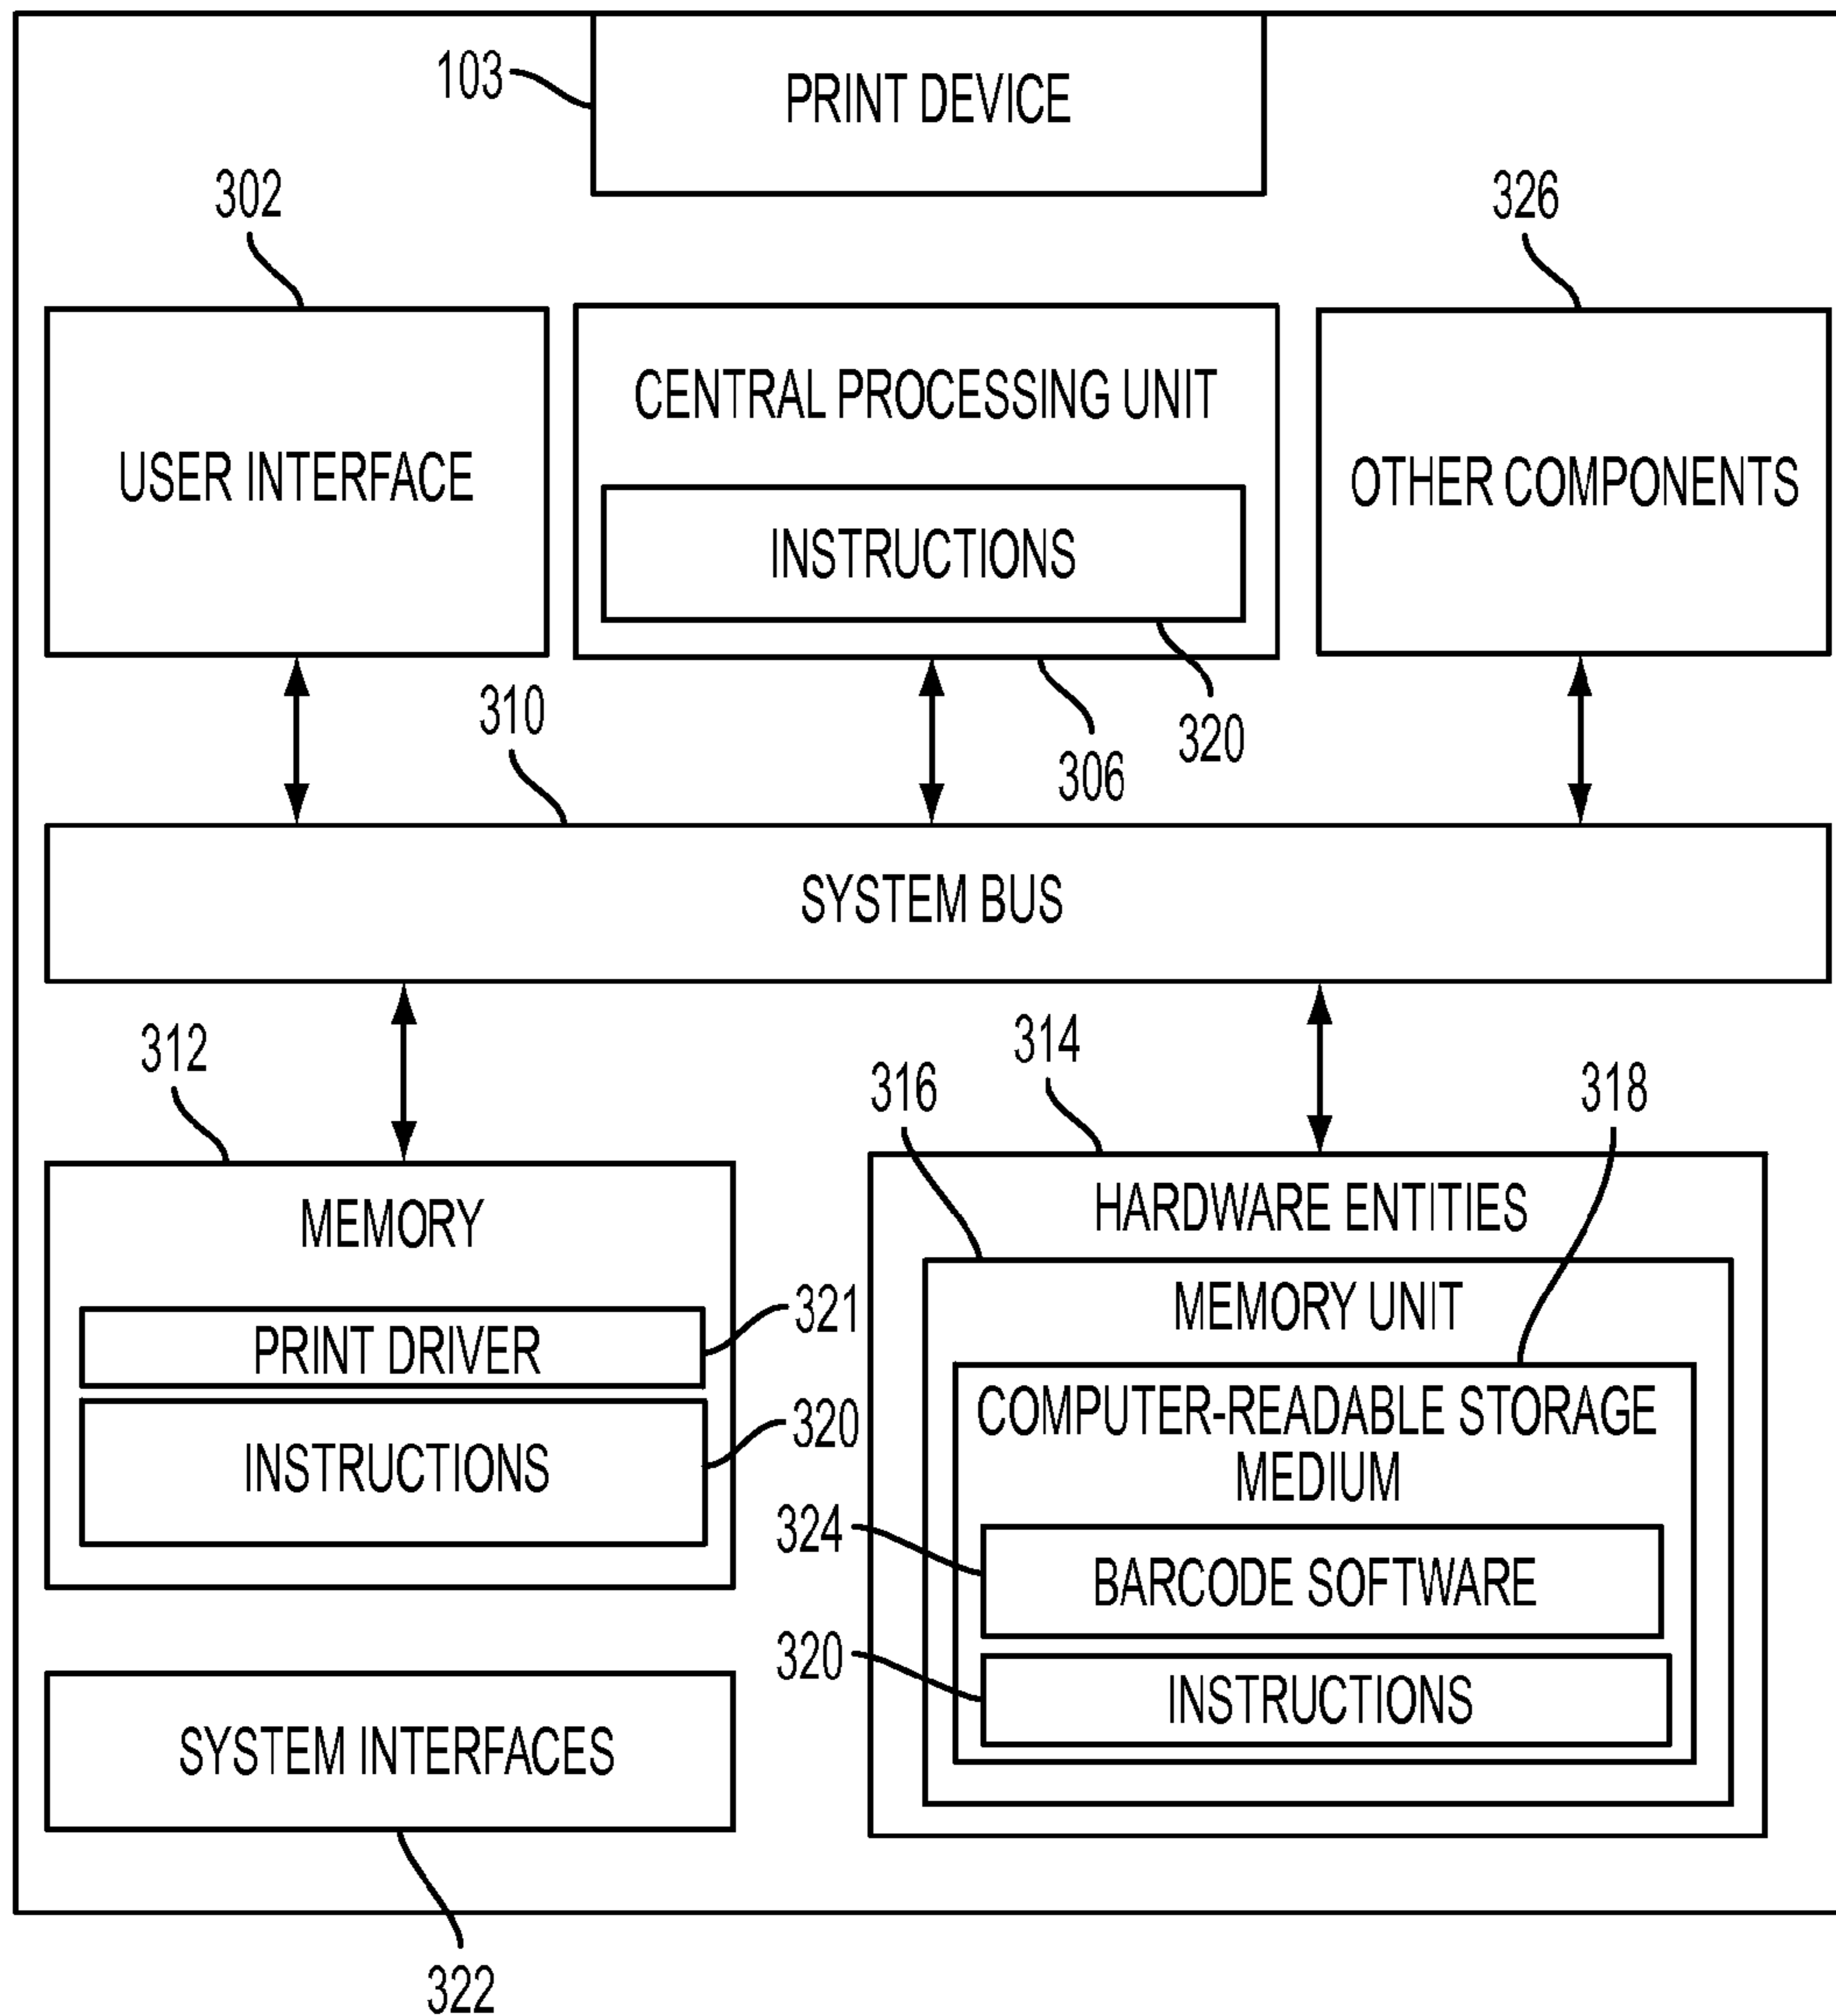 103
PRINT DEVICE
302
326
USER INTERFACE
CENTRAL PROCESSING UNIT
INSTRUCTIONS
OTHER COMPONENTS
310
320
306
SYSTEM BUS
312
314
316
318
MEMORY
PRINT DRIVER
321
INSTRUCTIONS
320
HARDWARE ENTITIES
MEMORY UNIT
COMPUTER-READABLE STORAGE
MEDIUM
324
BARCODE SOFTWARE
320
INSTRUCTIONS
SYSTEM INTERFACES
322